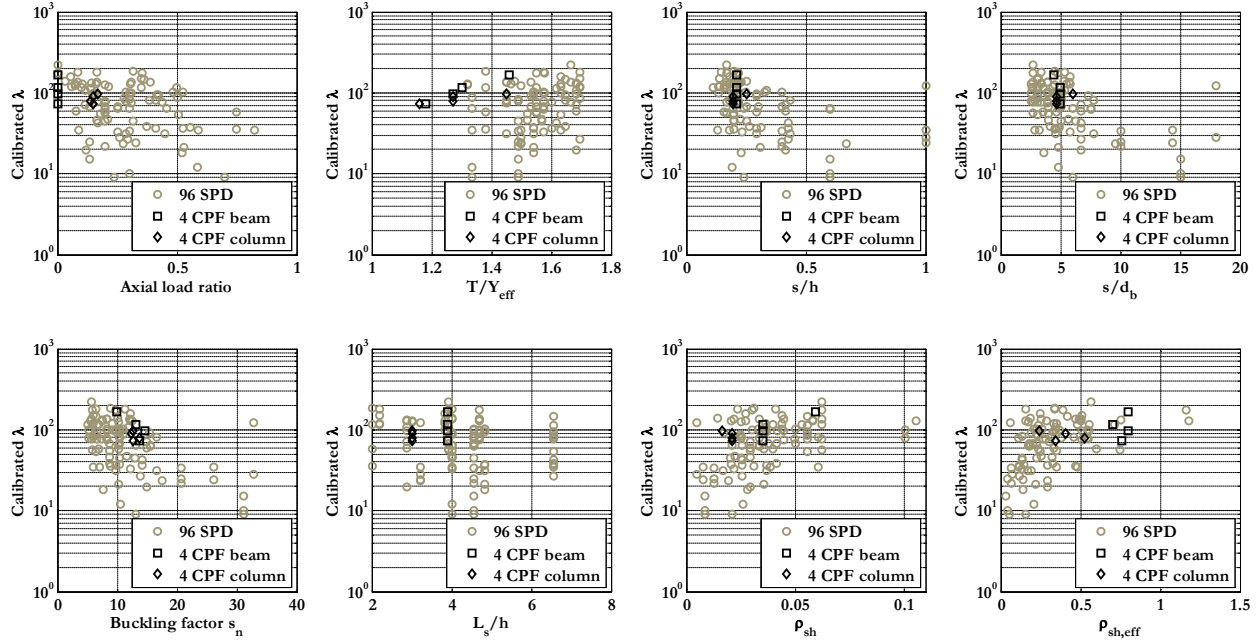 10³
10²
10¹
10⁰
Calibrated λ
96 SPD
4 CPF beam
4 CPF column
0 0.5 1
Axial load ratio
10³
10²
10¹
10⁰
Calibrated λ
96 SPD
4 CPF beam
4 CPF column
1 1.2 1.4 1.6 1.8
T/Y_eff
10³
10²
10¹
10⁰
Calibrated λ
96 SPD
4 CPF beam
4 CPF column
0 0.5 1
s/h
10³
10²
10¹
10⁰
Calibrated λ
96 SPD
4 CPF beam
4 CPF column
0 5 10 15 20
s/d_b
10³
10²
10¹
10⁰
Calibrated λ
96 SPD
4 CPF beam
4 CPF column
0 10 20 30 40
Buckling factor s_n
10³
10²
10¹
10⁰
Calibrated λ
96 SPD
4 CPF beam
4 CPF column
2 4 6 8
L_s/h
10³
10²
10¹
10⁰
Calibrated λ
96 SPD
4 CPF beam
4 CPF column
0 0.05 0.1
ρ_sh
10³
10²
10¹
10⁰
Calibrated λ
96 SPD
4 CPF beam
4 CPF column
0 0.5 1 1.5
ρ_sh,eff